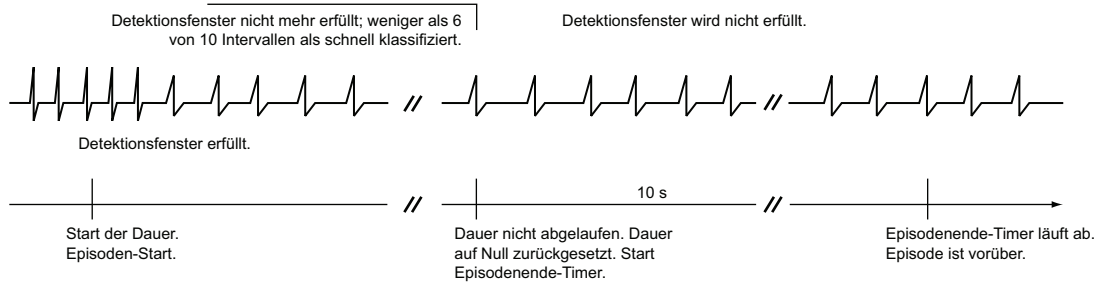 Detektionsfenster nicht mehr erfüllt; weniger als 6
von 10 Intervallen als schnell klassifiziert.
Detektionsfenster wird nicht erfüllt.
Detektionsfenster erfüllt.
10 s
Start der Dauer.
Episoden-Start.
Dauer nicht abgelaufen. Dauer
auf Null zurückgesetzt. Start
Episodenende-Timer.
Episodenende-Timer läuft ab.
Episode ist vorüber.